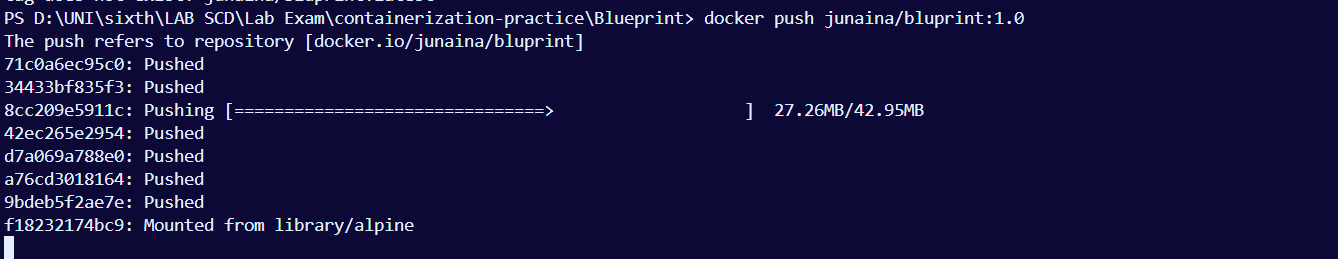 PS D:\UNI\sixth\LAB SCD\Lab Exam\containerization-practice\Blueprint> docker push junaina/bluprint:1.0
The push refers to repository [docker.io/junaina/bluprint]
71c0a6ec95c0: Pushed
34433bf835f3: Pushed
8cc209e5911c: Pushing [===============================>                   ]  27.26MB/42.95MB
42ec265e2954: Pushed
d7a069a788e0: Pushed
a76cd3018164: Pushed
9bdeb5f2ae7e: Pushed
f18232174bc9: Mounted from library/alpine